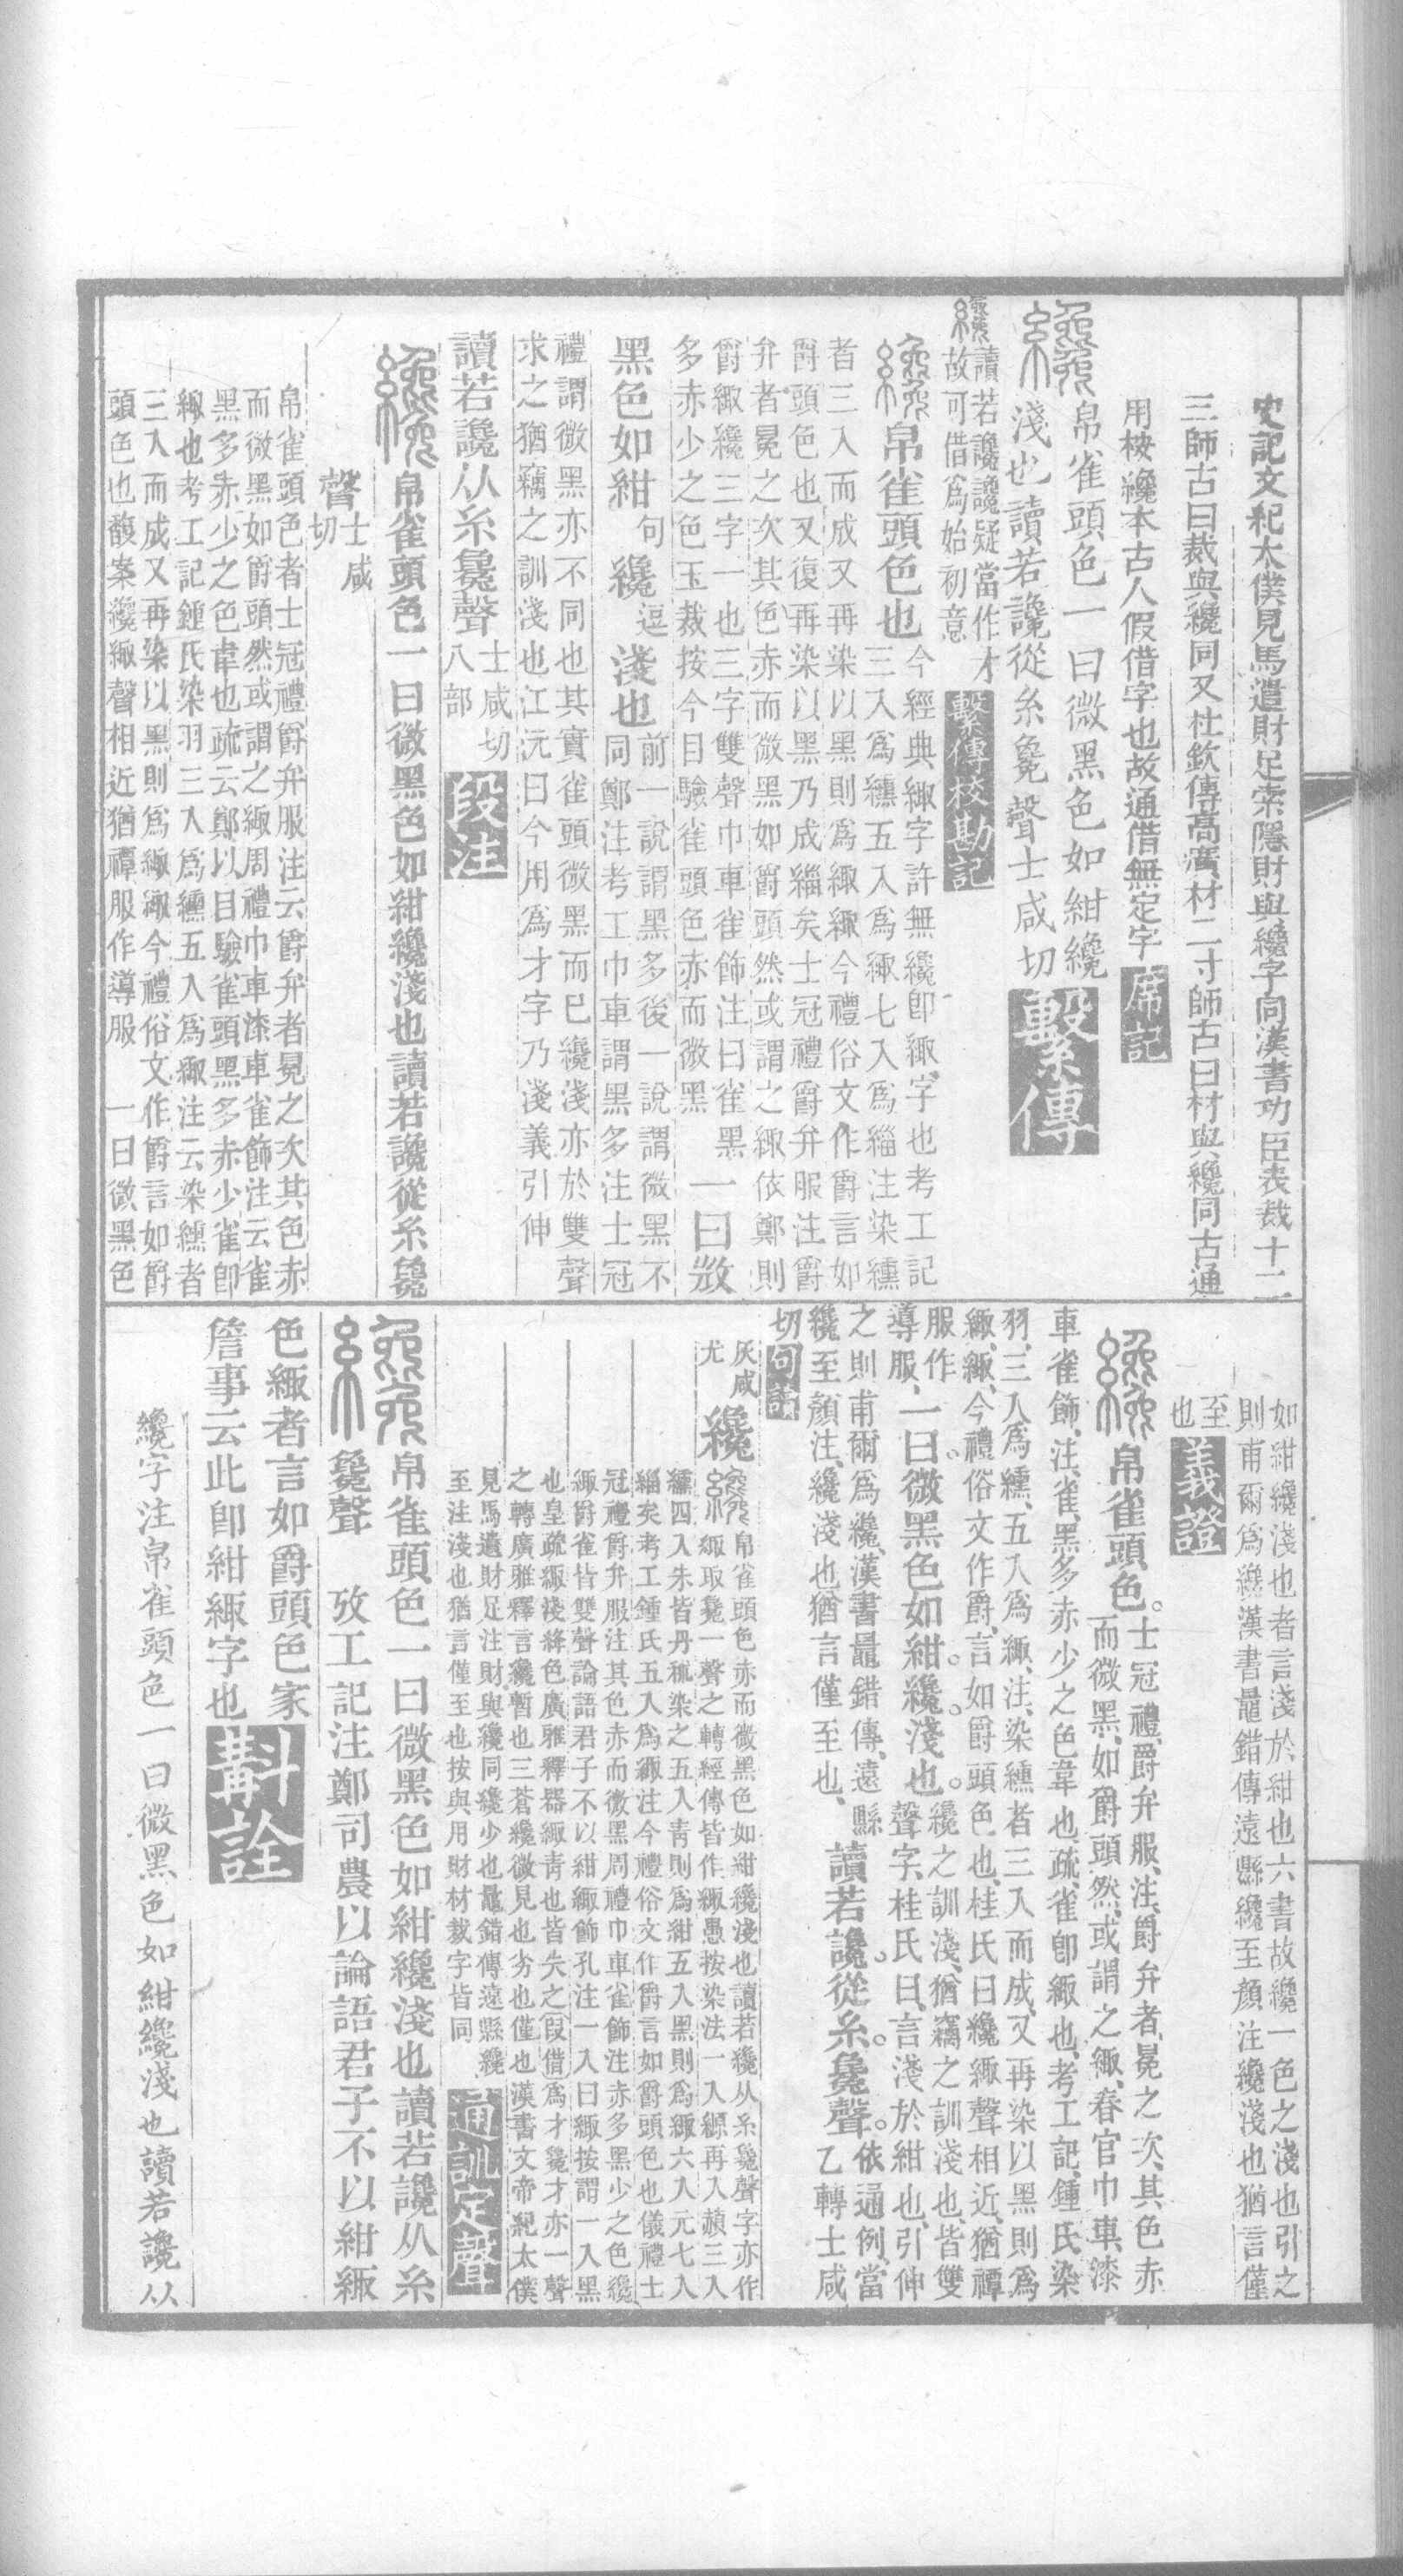 史記文紀太僕見馬遺財足索隱財與纔字同漢書功臣表裁十二
三師古曰裁與纔同又杜欽傳高廣材二寸師古曰材與纔同古通
用桉纔本古人假借字也故通借無定字 席記
纔帛雀頭色一曰微黑色如紺纔
淺也讀若讒從糸毚聲士咸切 繫傳
纔讀若讒讒疑當作才
故可借為始初意 繫傳校勘記
纔帛雀頭色也今經典緅字許無纔卽緅字也考工記
三入為纁五入為緅七入為緇注染纁
者三入而成又再染以黑則為緅緅今禮俗文作爵言如
爵頭色也又復再染以黑乃成緇矣士冠禮爵弁服注爵
弁者冕之次其色赤而微黑如爵頭然或謂之緅依鄭則
爵緅纔三字一也三字雙聲巾車雀飾注曰雀黑
多赤少之色玉裁按今目驗雀頭色赤而微黑 一曰微
黑色如紺句纔逗淺也前一說謂黑多後一說謂微黑不
同鄭注考工巾車謂黑多注士冠
禮謂微黑亦不同也其實雀頭微黑而已纔淺亦於雙聲
求之猶竊之訓淺也江沅曰今用為才字乃淺義引伸
讀若讒从糸毚聲士咸切
八部 段注
纔帛雀頭色一曰微黑色如紺纔淺也讀若讒從糸毚
聲士咸
切
帛雀頭色者士冠禮爵弁服注云爵弁者冕之次其色赤
而微黑如爵頭然或謂之緅周禮巾車漆車雀飾注云雀
黑多赤少之色韋也疏云鄭以目驗雀頭黑多赤少雀卽
緅也考工記鍾氏染羽三入為纁五入為緅注云染纁者
三入而成又再染以黑則為緅緅今禮俗文作爵言如爵
頭色也馥案纔緅聲相近猶禫服作導服 一曰微黑色
如紺纔淺也者言淺於紺也六書故纔一色之淺也引之
則甫爾為纔漢書鼂錯傳遠縣纔至顏注纔淺也猶言僅
至
也 義證
纔帛雀頭色。士冠禮、爵弁服、注、爵弁者、冕之次、其色赤
而微黑、如爵頭然、或謂之緅、春官巾車、漆
車雀飾、注、雀、黑多赤少之色韋也、疏、雀卽緅也、考工記、鍾氏染
羽、三入為纁、五入為緅、注、染纁者三入而成、又再染以黑則為
緅、緅、今禮俗文作爵、言如爵頭色也、桂氏曰、纔緅聲相近、猶禫
服作
導服、一曰。微黑色如紺。纔。淺也。纔之訓淺、猶竊之訓淺也、皆雙
聲字、桂氏曰、言淺於紺也、引伸
之則甫爾為纔、漢書鼂錯傳、遠縣
纔至、顏注、纔淺也、猶言僅至也、 讀若讒。從糸。毚聲。依通例、當
乙轉士咸
切 句讀
仄咸
尤 纔纔帛雀頭色赤而微黑色如紺纔淺也讀若纔从糸毚聲字亦作
緅取毚一聲之轉經傳皆作緅愚按染法一入縓再入赬三入
纁四入朱皆丹秫染之五入青則為紺五入黑則為緅六入元七入
緇矣考工鍾氏五入為緅注今禮俗文作爵言如爵頭色也儀禮士
冠禮爵弁服注其色赤而微黑周禮巾車雀飾注赤多黑少之色纔
緅爵雀皆雙聲論語君子不以紺緅飾孔注一入曰緅按謂一入黑
也皇疏緅淺絳色廣雅釋器緅青也皆失之叚借為才毚才亦一聲
之轉廣雅釋言纔暫也三蒼纔微見也劣也僅也漢書文帝紀太僕
見馬遺財足注財與纔同纔少也鼂錯傳遠縣纔
至注淺也猶言僅至也按與用財材裁字皆同 通訓定聲
纔帛雀頭色一曰微黑色如紺纔淺也讀若讒从糸
毚聲 攷工記注鄭司農以論語君子不以紺緅
色緅者言如爵頭色家
詹事云此卽紺緅字也 斠詮
纔字注帛雀頭色一曰微黑色如紺纔淺也讀若讒从